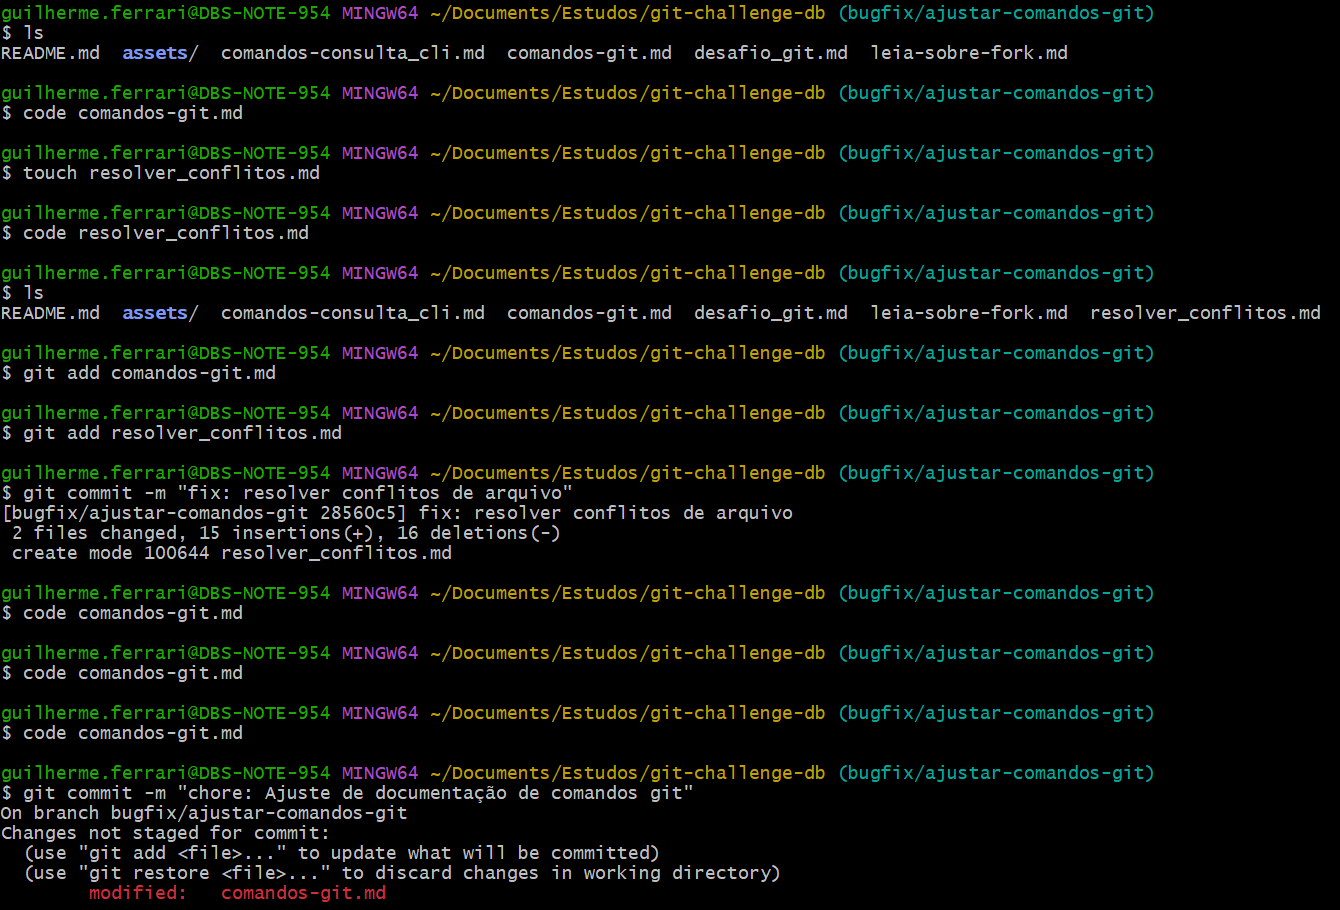 guilherme.ferrari@DBS-NOTE-954 MINGW64 ~/Documents/Estudos/git-challenge-db (bugfix/ajustar-comandos-git)
$ ls
README.md  assets/  comandos-consulta_cli.md  comandos-git.md  desafio_git.md  leia-sobre-fork.md
guilherme.ferrari@DBS-NOTE-954 MINGW64 ~/Documents/Estudos/git-challenge-db (bugfix/ajustar-comandos-git)
$ code comandos-git.md
guilherme.ferrari@DBS-NOTE-954 MINGW64 ~/Documents/Estudos/git-challenge-db (bugfix/ajustar-comandos-git)
$ touch resolver_conflitos.md
guilherme.ferrari@DBS-NOTE-954 MINGW64 ~/Documents/Estudos/git-challenge-db (bugfix/ajustar-comandos-git)
$ code resolver_conflitos.md
guilherme.ferrari@DBS-NOTE-954 MINGW64 ~/Documents/Estudos/git-challenge-db (bugfix/ajustar-comandos-git)
$ ls
README.md  assets/  comandos-consulta_cli.md  comandos-git.md  desafio_git.md  leia-sobre-fork.md  resolver_conflitos.md
guilherme.ferrari@DBS-NOTE-954 MINGW64 ~/Documents/Estudos/git-challenge-db (bugfix/ajustar-comandos-git)
$ git add comandos-git.md
guilherme.ferrari@DBS-NOTE-954 MINGW64 ~/Documents/Estudos/git-challenge-db (bugfix/ajustar-comandos-git)
$ git add resolver_conflitos.md
guilherme.ferrari@DBS-NOTE-954 MINGW64 ~/Documents/Estudos/git-challenge-db (bugfix/ajustar-comandos-git)
$ git commit -m "fix: resolver conflitos de arquivo"
[bugfix/ajustar-comandos-git 28560c5] fix: resolver conflitos de arquivo
 2 files changed, 15 insertions(+), 16 deletions(-)
 create mode 100644 resolver_conflitos.md
guilherme.ferrari@DBS-NOTE-954 MINGW64 ~/Documents/Estudos/git-challenge-db (bugfix/ajustar-comandos-git)
$ code comandos-git.md
guilherme.ferrari@DBS-NOTE-954 MINGW64 ~/Documents/Estudos/git-challenge-db (bugfix/ajustar-comandos-git)
$ code comandos-git.md
guilherme.ferrari@DBS-NOTE-954 MINGW64 ~/Documents/Estudos/git-challenge-db (bugfix/ajustar-comandos-git)
$ code comandos-git.md
guilherme.ferrari@DBS-NOTE-954 MINGW64 ~/Documents/Estudos/git-challenge-db (bugfix/ajustar-comandos-git)
$ git commit -m "chore: Ajuste de documentação de comandos git"
On branch bugfix/ajustar-comandos-git
Changes not staged for commit:
  (use "git add <file>..." to update what will be committed)
  (use "git restore <file>..." to discard changes in working directory)
        modified:   comandos-git.md